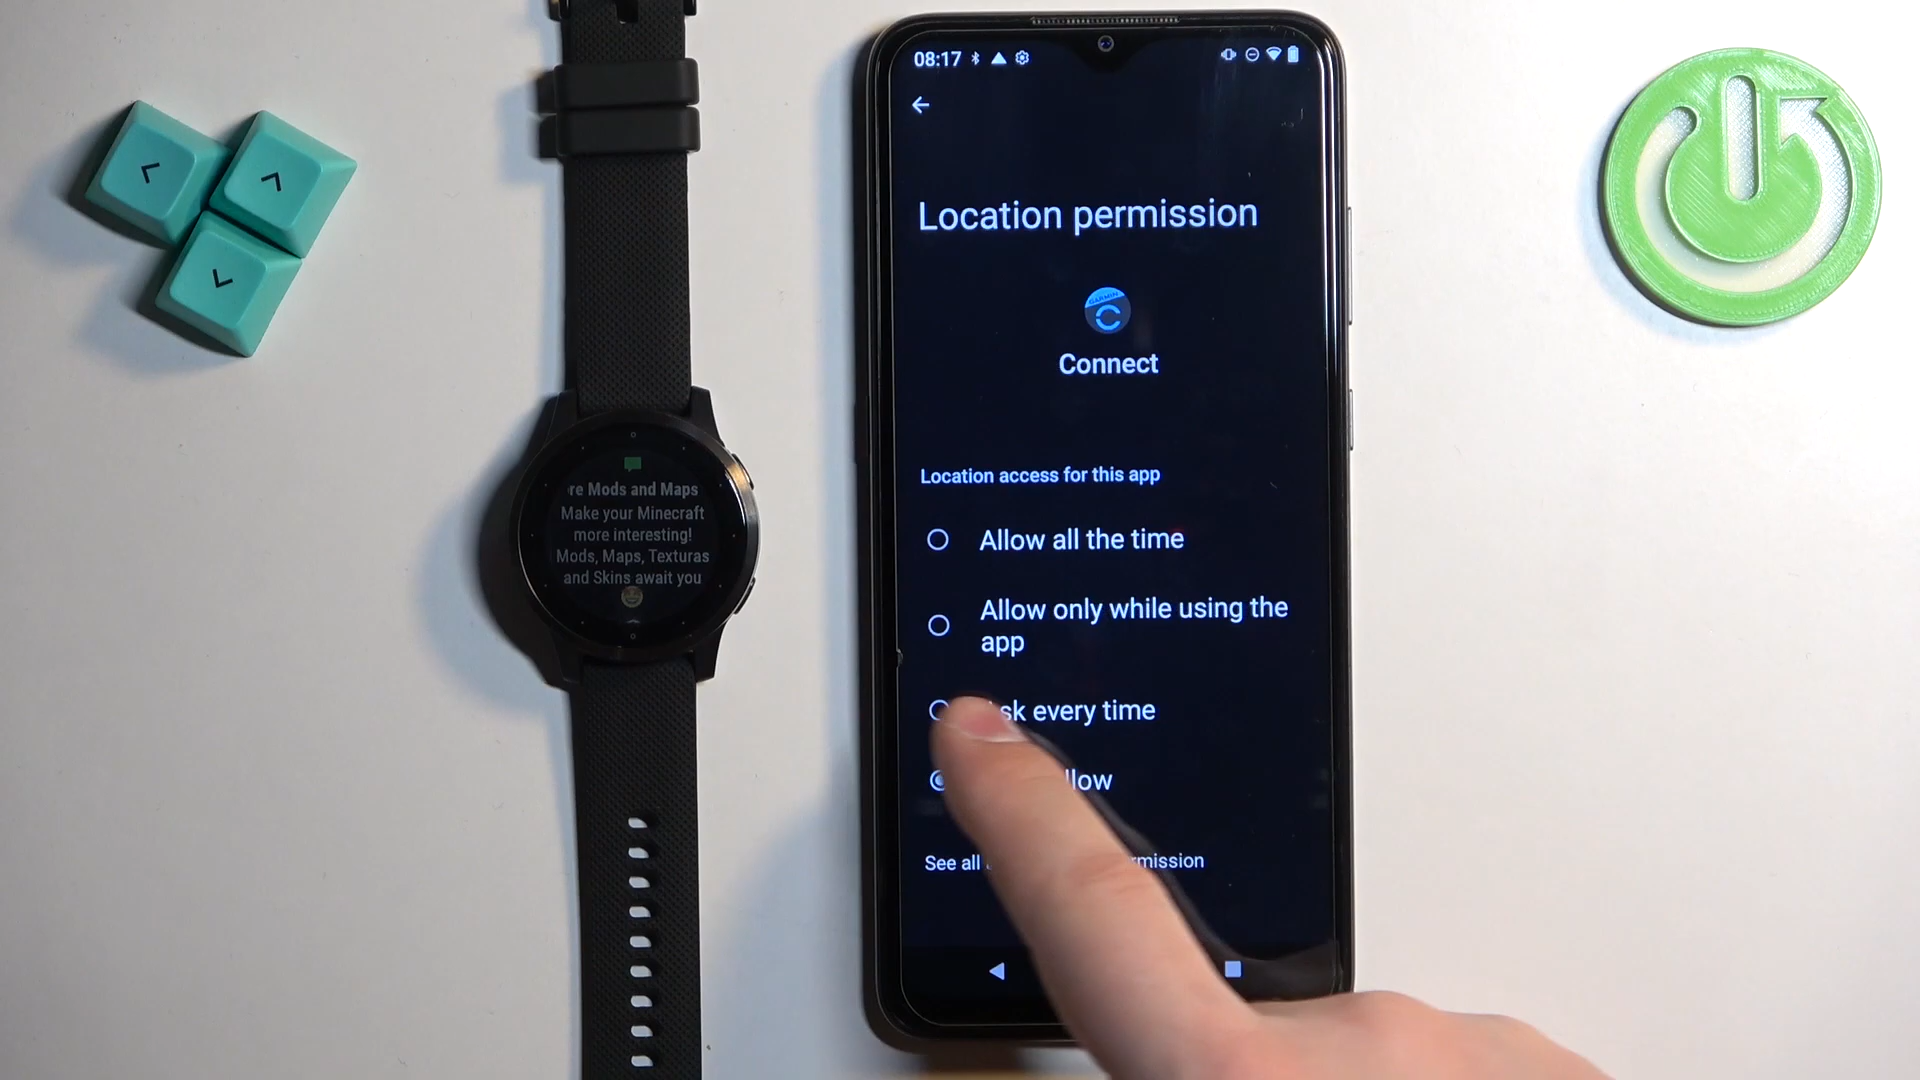 08:17
Location permission
GARMIN
Connect
Location access for this app
Allow all the time
Allow only while using the
app
sk every time
llow
See all
rmission
re Mods and Maps
Make your Minecraft
more interesting!
Mods, Maps, Texturas
and Skins await you